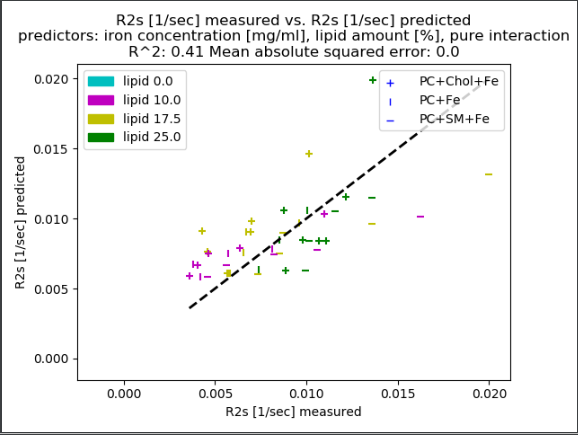 R2s [1/sec] measured vs. R2s [1/sec] predicted
predictors: iron concentration [mg/ml], lipid amount [%], pure interaction
R^2: 0.41 Mean absolute squared error: 0.0
lipid 0.0
lipid 10.0
lipid 17.5
lipid 25.0
PC+Chol+Fe
PC+Fe
PC+SM+Fe
R2s [1/sec] predicted
0.020
0.015
0.010
0.005
0.000
0.000 0.005 0.010 0.015 0.020
R2s [1/sec] measured